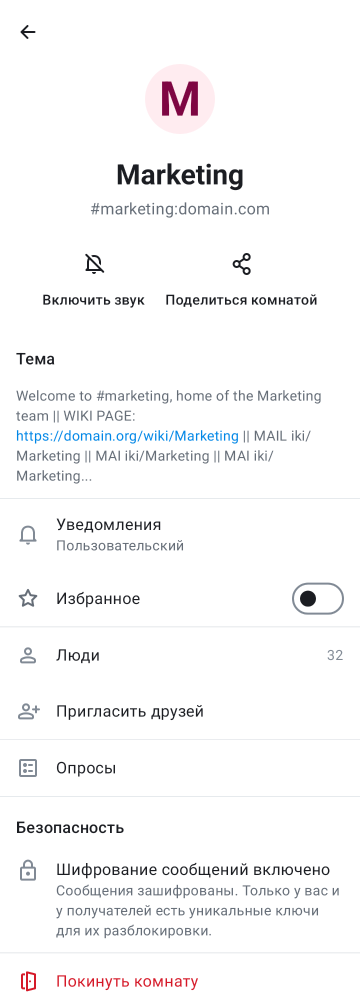 M
Marketing
#marketing:domain.com
Включить звук
Поделиться комнатой
Тема
Welcome to #marketing, home of the Marketing
team || WIKI PAGE:
https://domain.org/wiki/Marketing || MAIL iki/
Marketing || MAI iki/Marketing || MAI iki/
Marketing...
Уведомления
Пользовательский
Избранное
Люди 32
Пригласить друзей
Опросы
Безопасность
Шифрование сообщений включено
Сообщения зашифрованы. Только у вас и
у получателей есть уникальные ключи
для их разблокировки.
Покинуть комнату